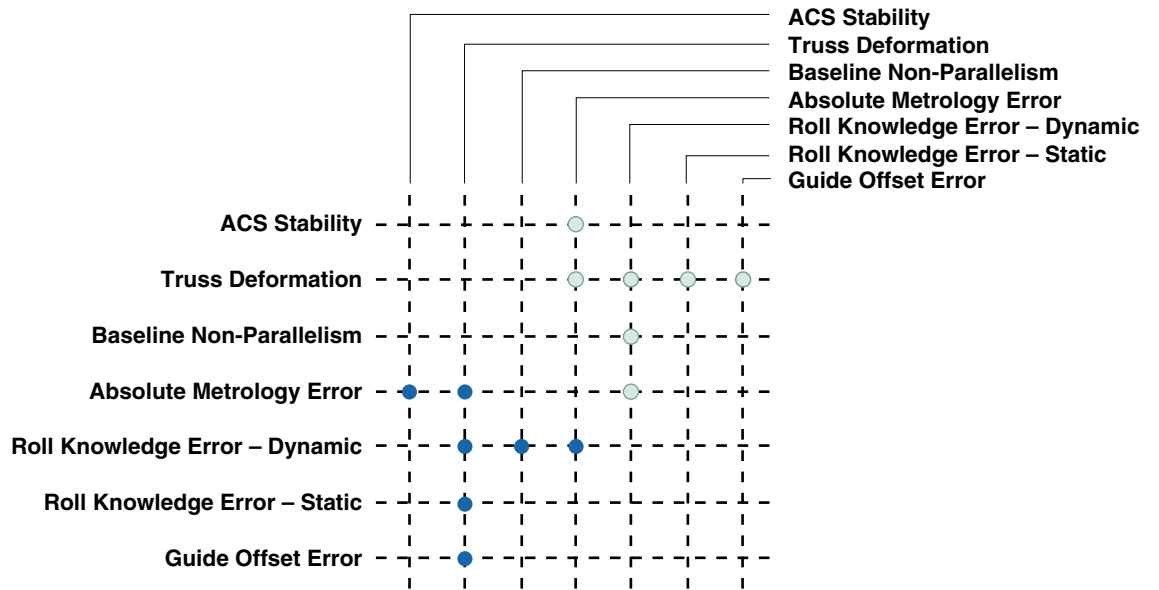 ACS Stability
Truss Deformation
Baseline Non-Parallelism
Absolute Metrology Error
Roll Knowledge Error – Dynamic
Roll Knowledge Error – Static
Guide Offset Error
ACS Stability
Truss Deformation
Baseline Non-Parallelism
Absolute Metrology Error
Roll Knowledge Error – Dynamic
Roll Knowledge Error – Static
Guide Offset Error